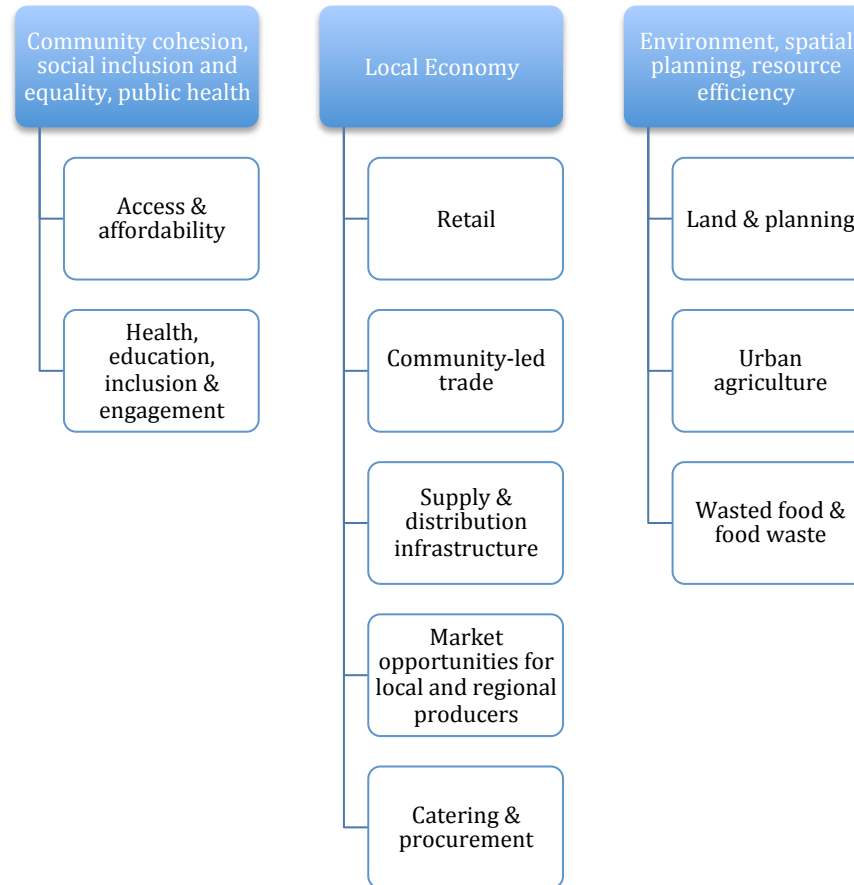 Community cohesion,
social inclusion and
equality, public health
Access &
affordability
Health,
education,
inclusion &
engagement
Local Economy
Retail
Community-led
trade
Supply &
distribution
infrastructure
Market
opportunities for
local and regional
producers
Catering &
procurement
Environment, spatial
planning, resource
efficiency
Land & planning
Urban
agriculture
Wasted food &
food waste